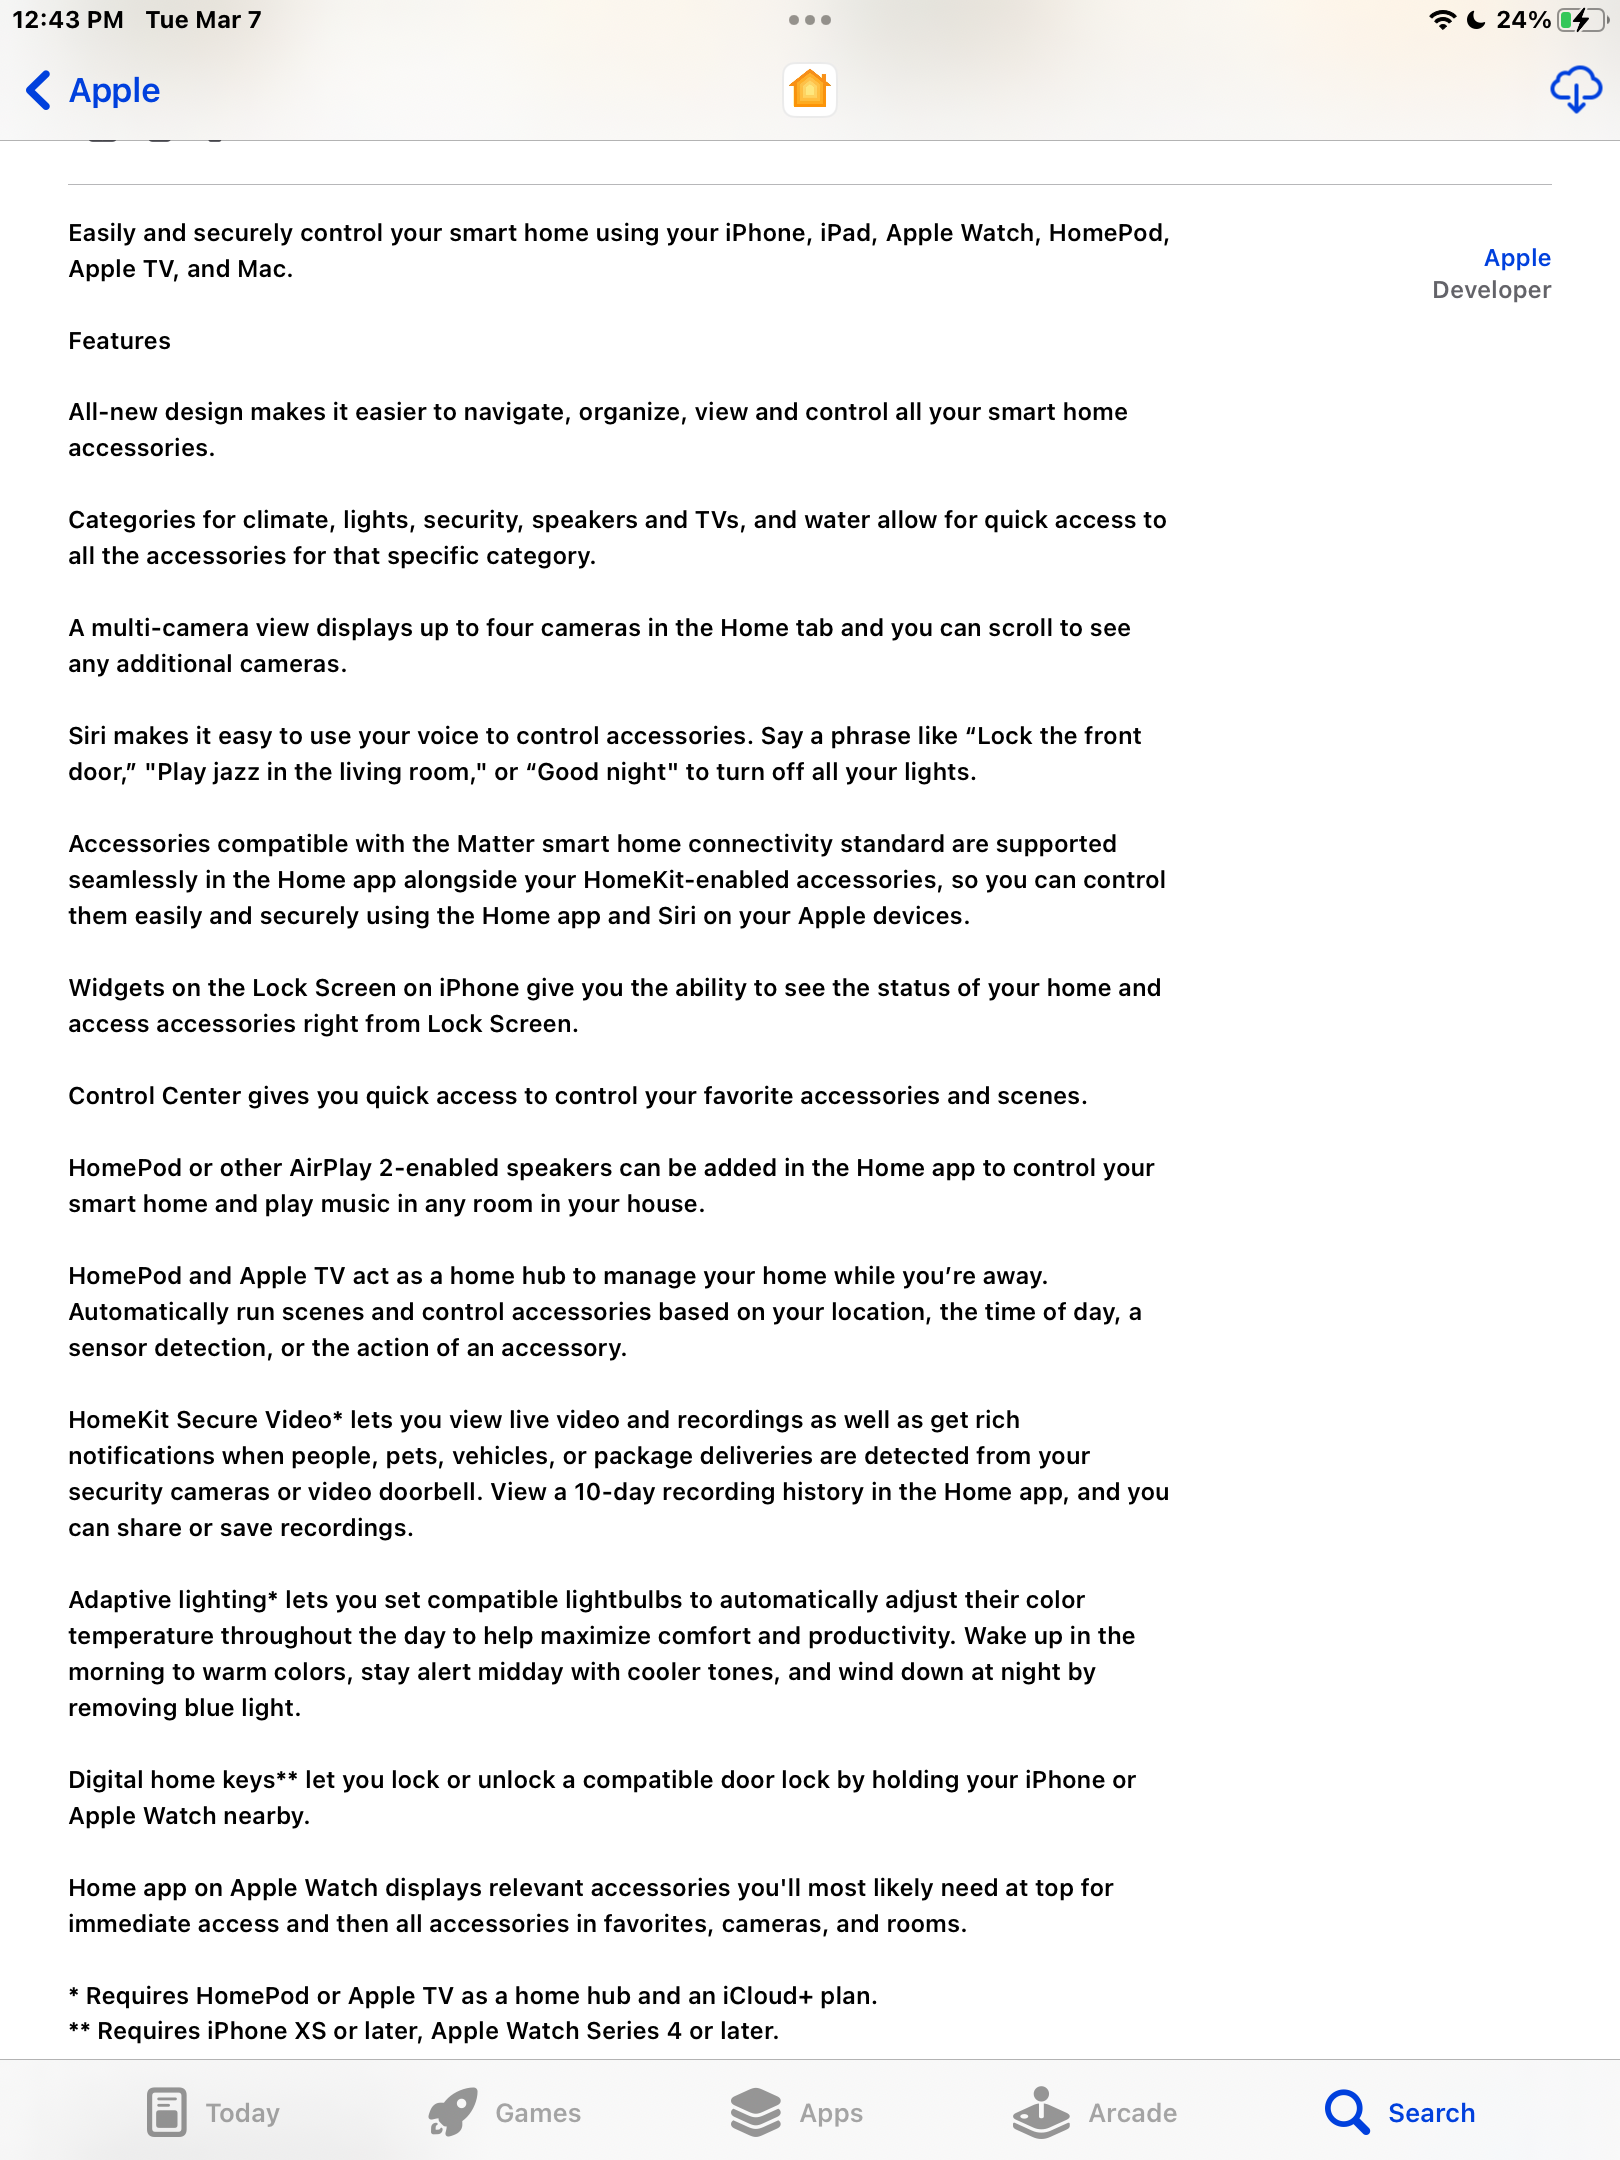 12:43 PM Tue Mar 7
24%
Apple
Easily and securely control your smart home using your iPhone, iPad, Apple Watch, HomePod,
Apple TV, and Mac.
Apple
Developer
Features
All-new design makes it easier to navigate, organize, view and control all your smart home
accessories.
Categories for climate, lights, security, speakers and TVs, and water allow for quick access to
all the accessories for that specific category.
A multi-camera view displays up to four cameras in the Home tab and you can scroll to see
any additional cameras.
Siri makes it easy to use your voice to control accessories. Say a phrase like “Lock the front
door,” "Play jazz in the living room," or “Good night" to turn off all your lights.
Accessories compatible with the Matter smart home connectivity standard are supported
seamlessly in the Home app alongside your HomeKit-enabled accessories, so you can control
them easily and securely using the Home app and Siri on your Apple devices.
Widgets on the Lock Screen on iPhone give you the ability to see the status of your home and
access accessories right from Lock Screen.
Control Center gives you quick access to control your favorite accessories and scenes.
HomePod or other AirPlay 2-enabled speakers can be added in the Home app to control your
smart home and play music in any room in your house.
HomePod and Apple TV act as a home hub to manage your home while you’re away.
Automatically run scenes and control accessories based on your location, the time of day, a
sensor detection, or the action of an accessory.
HomeKit Secure Video* lets you view live video and recordings as well as get rich
notifications when people, pets, vehicles, or package deliveries are detected from your
security cameras or video doorbell. View a 10-day recording history in the Home app, and you
can share or save recordings.
Adaptive lighting* lets you set compatible lightbulbs to automatically adjust their color
temperature throughout the day to help maximize comfort and productivity. Wake up in the
morning to warm colors, stay alert midday with cooler tones, and wind down at night by
removing blue light.
Digital home keys** let you lock or unlock a compatible door lock by holding your iPhone or
Apple Watch nearby.
Home app on Apple Watch displays relevant accessories you'll most likely need at top for
immediate access and then all accessories in favorites, cameras, and rooms.
* Requires HomePod or Apple TV as a home hub and an iCloud+ plan.
** Requires iPhone XS or later, Apple Watch Series 4 or later.
Today
Games
Apps
Arcade
Search